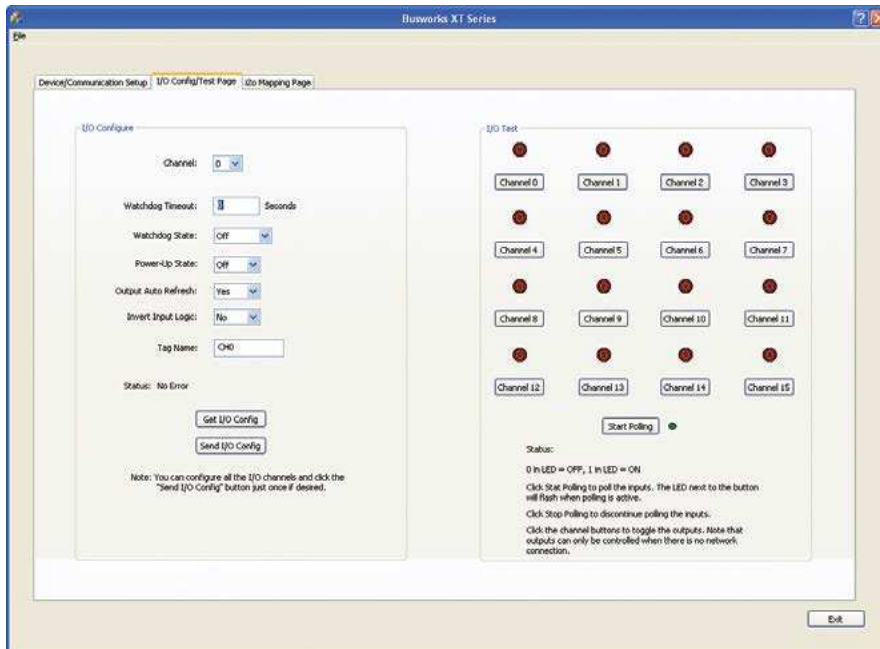 Busworks XT Series
File
Device/Communication Setup I/O Config/Test Page i2o Mapping Page
I/O Configure
Channel: 0
Watchdog Timeout: Seconds
Watchdog State: Off
Power-Up State: Off
Output Auto Refresh: Yes
Invert Input Logic: No
Tag Name: CH0
Status: No Error
Get I/O Config
Send I/O Config
Note: You can configure all the I/O channels and click the
"Send I/O Config" button just once if desired.
I/O Test
Channel 0 Channel 1 Channel 2 Channel 3
Channel 4 Channel 5 Channel 6 Channel 7
Channel 8 Channel 9 Channel 10 Channel 11
Channel 12 Channel 13 Channel 14 Channel 15
Start Polling
Status:
0 in LED = OFF, 1 in LED = ON
Click Start Polling to poll the inputs. The LED next to the button
will flash when polling is active.
Click Stop Polling to discontinue polling the inputs.
Click the channel buttons to toggle the outputs. Note that
outputs can only be controlled when there is no network
connection.
Exit